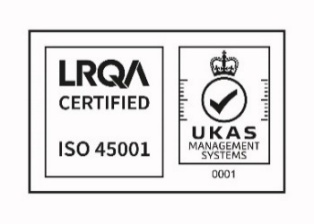 LRQA
CERTIFIED
ISO 45001
UKAS
MANAGEMENT
SYSTEMS
0001